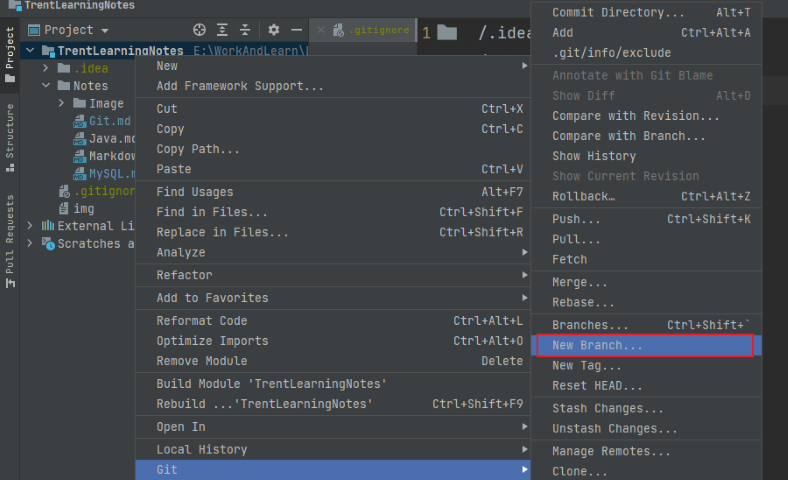 TrentLearningNotes
Project
Structure
Pull Requests
Project
TrentLearningNotes E:\WorkAndLearn\
.idea
Notes
Image
Git.md
Java.md
Markdow
MySQL.m
.gitignor
img
External Li
Scratches a
.gitignore
1 /.idea
New
Add Framework Support...
Cut Ctrl+X
Copy Ctrl+C
Copy Path...
Paste Ctrl+V
Find Usages Alt+F7
Find in Files... Ctrl+Shift+F
Replace in Files... Ctrl+Shift+R
Analyze
Refactor
Add to Favorites
Reformat Code Ctrl+Alt+L
Optimize Imports Ctrl+Alt+O
Remove Module Delete
Build Module 'TrentLearningNotes'
Rebuild ...'TrentLearningNotes' Ctrl+Shift+F9
Open In
Local History
Git
Commit Directory... Alt+T
Add Ctrl+Alt+A
.git/info/exclude
Annotate with Git Blame
Show Diff Alt+D
Compare with Revision...
Compare with Branch...
Show History
Show Current Revision
Rollback… Ctrl+Alt+Z
Push... Ctrl+Shift+K
Pull...
Fetch
Merge...
Rebase...
Branches... Ctrl+Shift+`
New Branch...
New Tag...
Reset HEAD...
Stash Changes...
Unstash Changes...
Manage Remotes...
Clone...